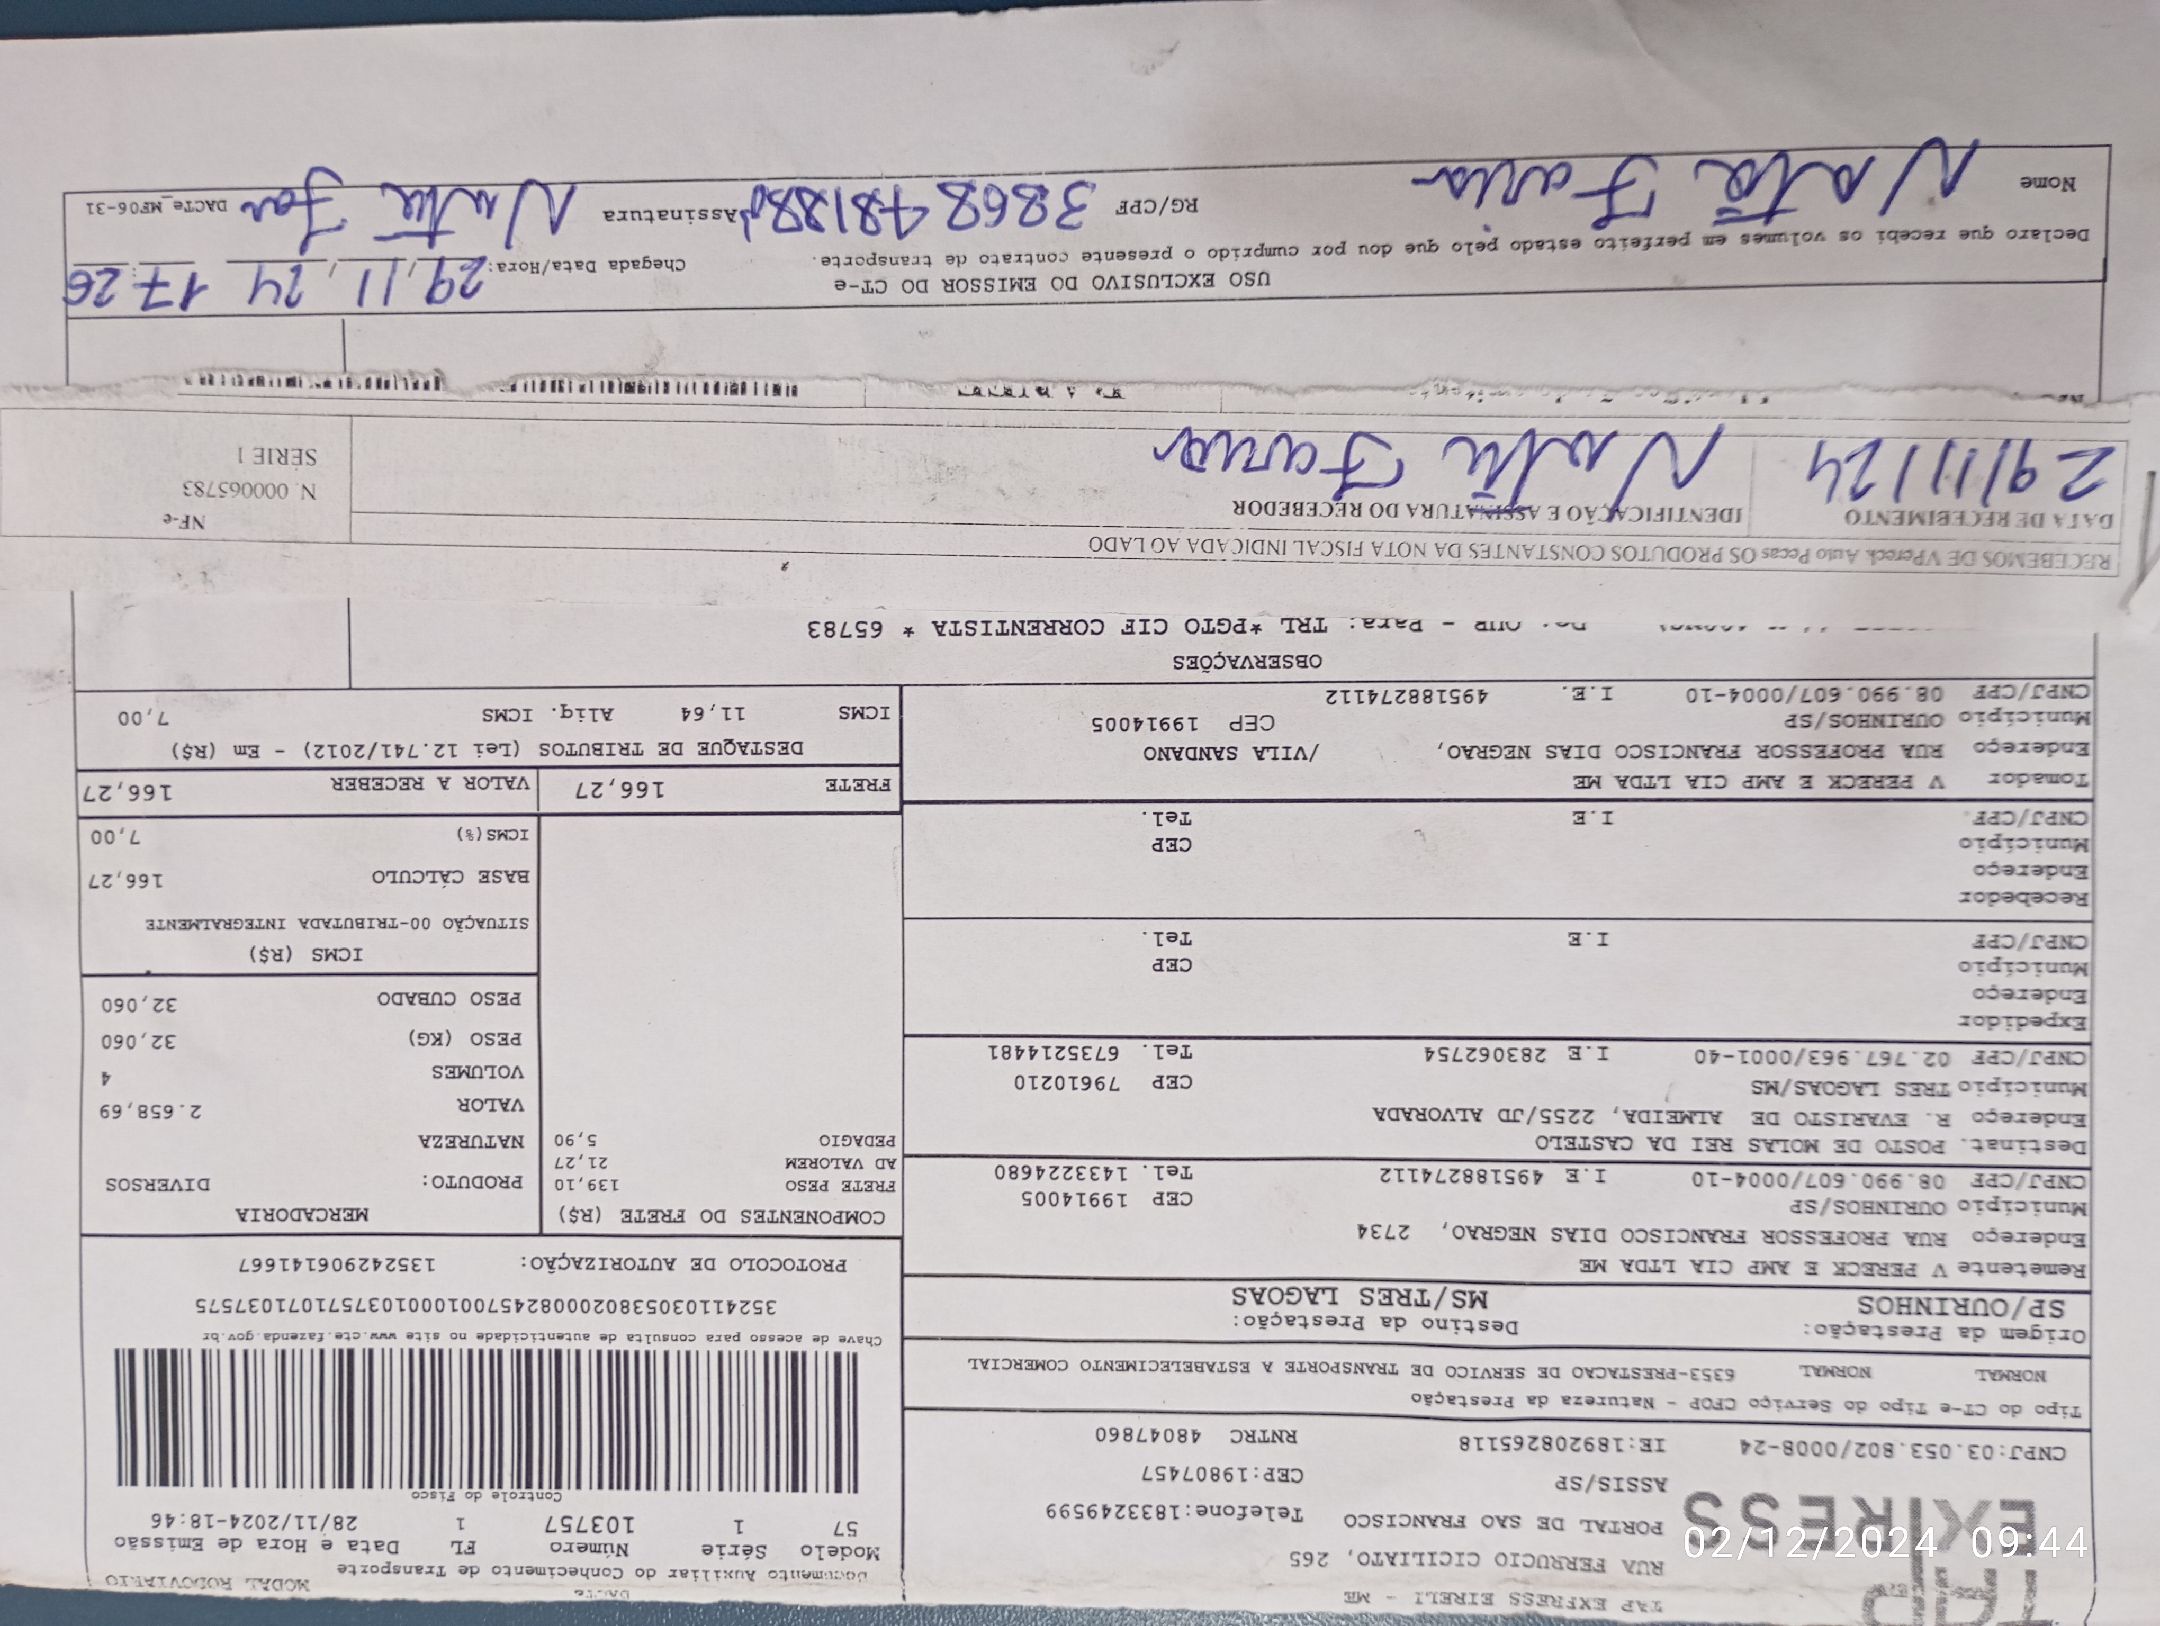 TAP EXPRESS EIRELI - ME
RUA FERRUCIO CICILIATO, 265
PORTAL DE SAO FRANCISCO Telefone:1833249599
ASSIS/SP CEP:19807457
CNPJ:03.053.802/0008-24 IE:189208265118 RNTRC 48047860
DACTE MODAL RODOVIÁRIO
Documento Auxiliar do Conhecimento de Transporte
Modelo Série Número FL Data e Hora de Emissão
57 1 103757 1 28/11/2024-18:46
Controle do Fisco
Chave de acesso para consulta de autenticidade no site www.cte.fazenda.gov.br
35241103053802000824570010001037571071037575
PROTOCOLO DE AUTORIZAÇÃO: 135242906141667
Tipo do CT-e Tipo do Serviço CFOP - Natureza da Prestação
NORMAL NORMAL 6353-PRESTACAO DE SERVICO DE TRANSPORTE A ESTABELECIMENTO COMERCIAL
Origem da Prestação: Destino da Prestação:
SP/OURINHOS MS/TRES LAGOAS
Remetente V PERECK E AMP CIA LTDA ME
Endereço RUA PROFESSOR FRANCISCO DIAS NEGRAO, 2734
Município OURINHOS/SP CEP 19914005
CNPJ/CPF 08.990.607/0004-10 I.E 495188274112 Tel. 1433224680
Destinat. POSTO DE MOLAS REI DA CASTELO
Endereço R. EVARISTO DE ALMEIDA, 2255/JD ALVORADA
Município TRES LAGOAS/MS CEP 79610210
CNPJ/CPF 02.767.963/0001-40 I.E 283062754 Tel. 6735214481
Expedidor
Endereço
Município CEP
CNPJ/CPF I.E Tel.
Recebedor
Endereço
Município CEP
CNPJ/CPF. I.E Tel.
Tomador V PERECK E AMP CIA LTDA ME
Endereço RUA PROFESSOR FRANCISCO DIAS NEGRAO, /VILA SANDANO
Município OURINHOS/SP CEP 19914005
CNPJ/CPF 08.990.607/0004-10 I.E. 495188274112
COMPONENTES DO FRETE (R$)
FRETE PESO 139,10
AD VALOREM 21,27
PEDAGIO 5,90
MERCADORIA
PRODUTO: DIVERSOS
NATUREZA
VALOR 2.658,69
VOLUMES 4
PESO (KG) 32,060
PESO CUBADO 32,060
ICMS (R$)
SITUAÇÃO 00-TRIBUTADA INTEGRALMENTE
BASE CÁLCULO 166,27
ICMS(%) 7,00
FRETE 166,27 VALOR A RECEBER 166,27
DESTAQUE DE TRIBUTOS (Lei 12.741/2012) - Em (R$)
ICMS 11,64 Aliq. ICMS 7,00
OBSERVAÇÕES
Para: TRL *PGTO CIF CORRENTISTA * 65783
RECEBEMOS DE VPereck Auto Pecas OS PRODUTOS CONSTANTES DA NOTA FISCAL INDICADA AO LADO
DATA DE RECEBIMENTO IDENTIFICAÇÃO E ASSINATURA DO RECEBEDOR
29/11/24 Natã Faria
NF-e
N. 000065783
SÉRIE 1
USO EXCLUSIVO DO EMISSOR DO CT-e
Declaro que recebi os volumes em perfeito estado pelo que dou por cumprido o presente contrato de transporte.
Chegada Data/Hora: 29/11/24 17:26
Nome Natã Faria RG/CPF Assinatura Natã Far DACTe_MF06-31
02/12/2024 09:44